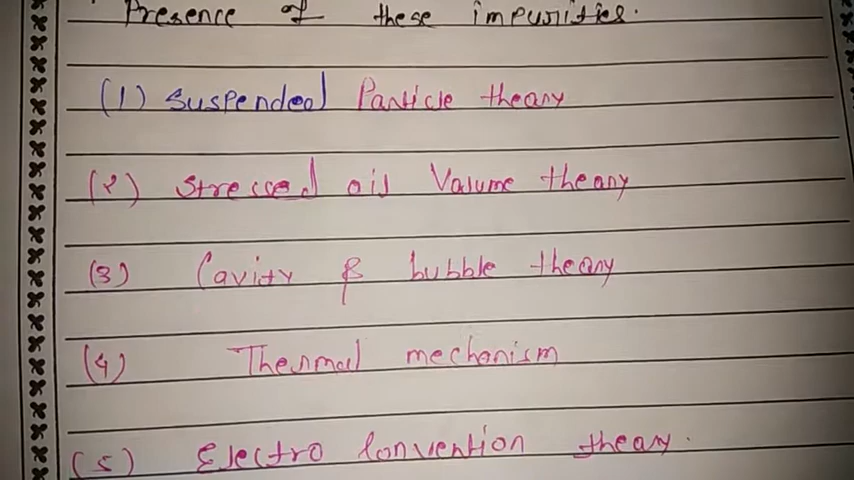 Presence of these impurities.
(1) Suspended Particle theory
(2) Stressed oil Volume theory
(3) Cavity & bubble theory
(4) Thermal mechanism
(5) Electro Convention theory.